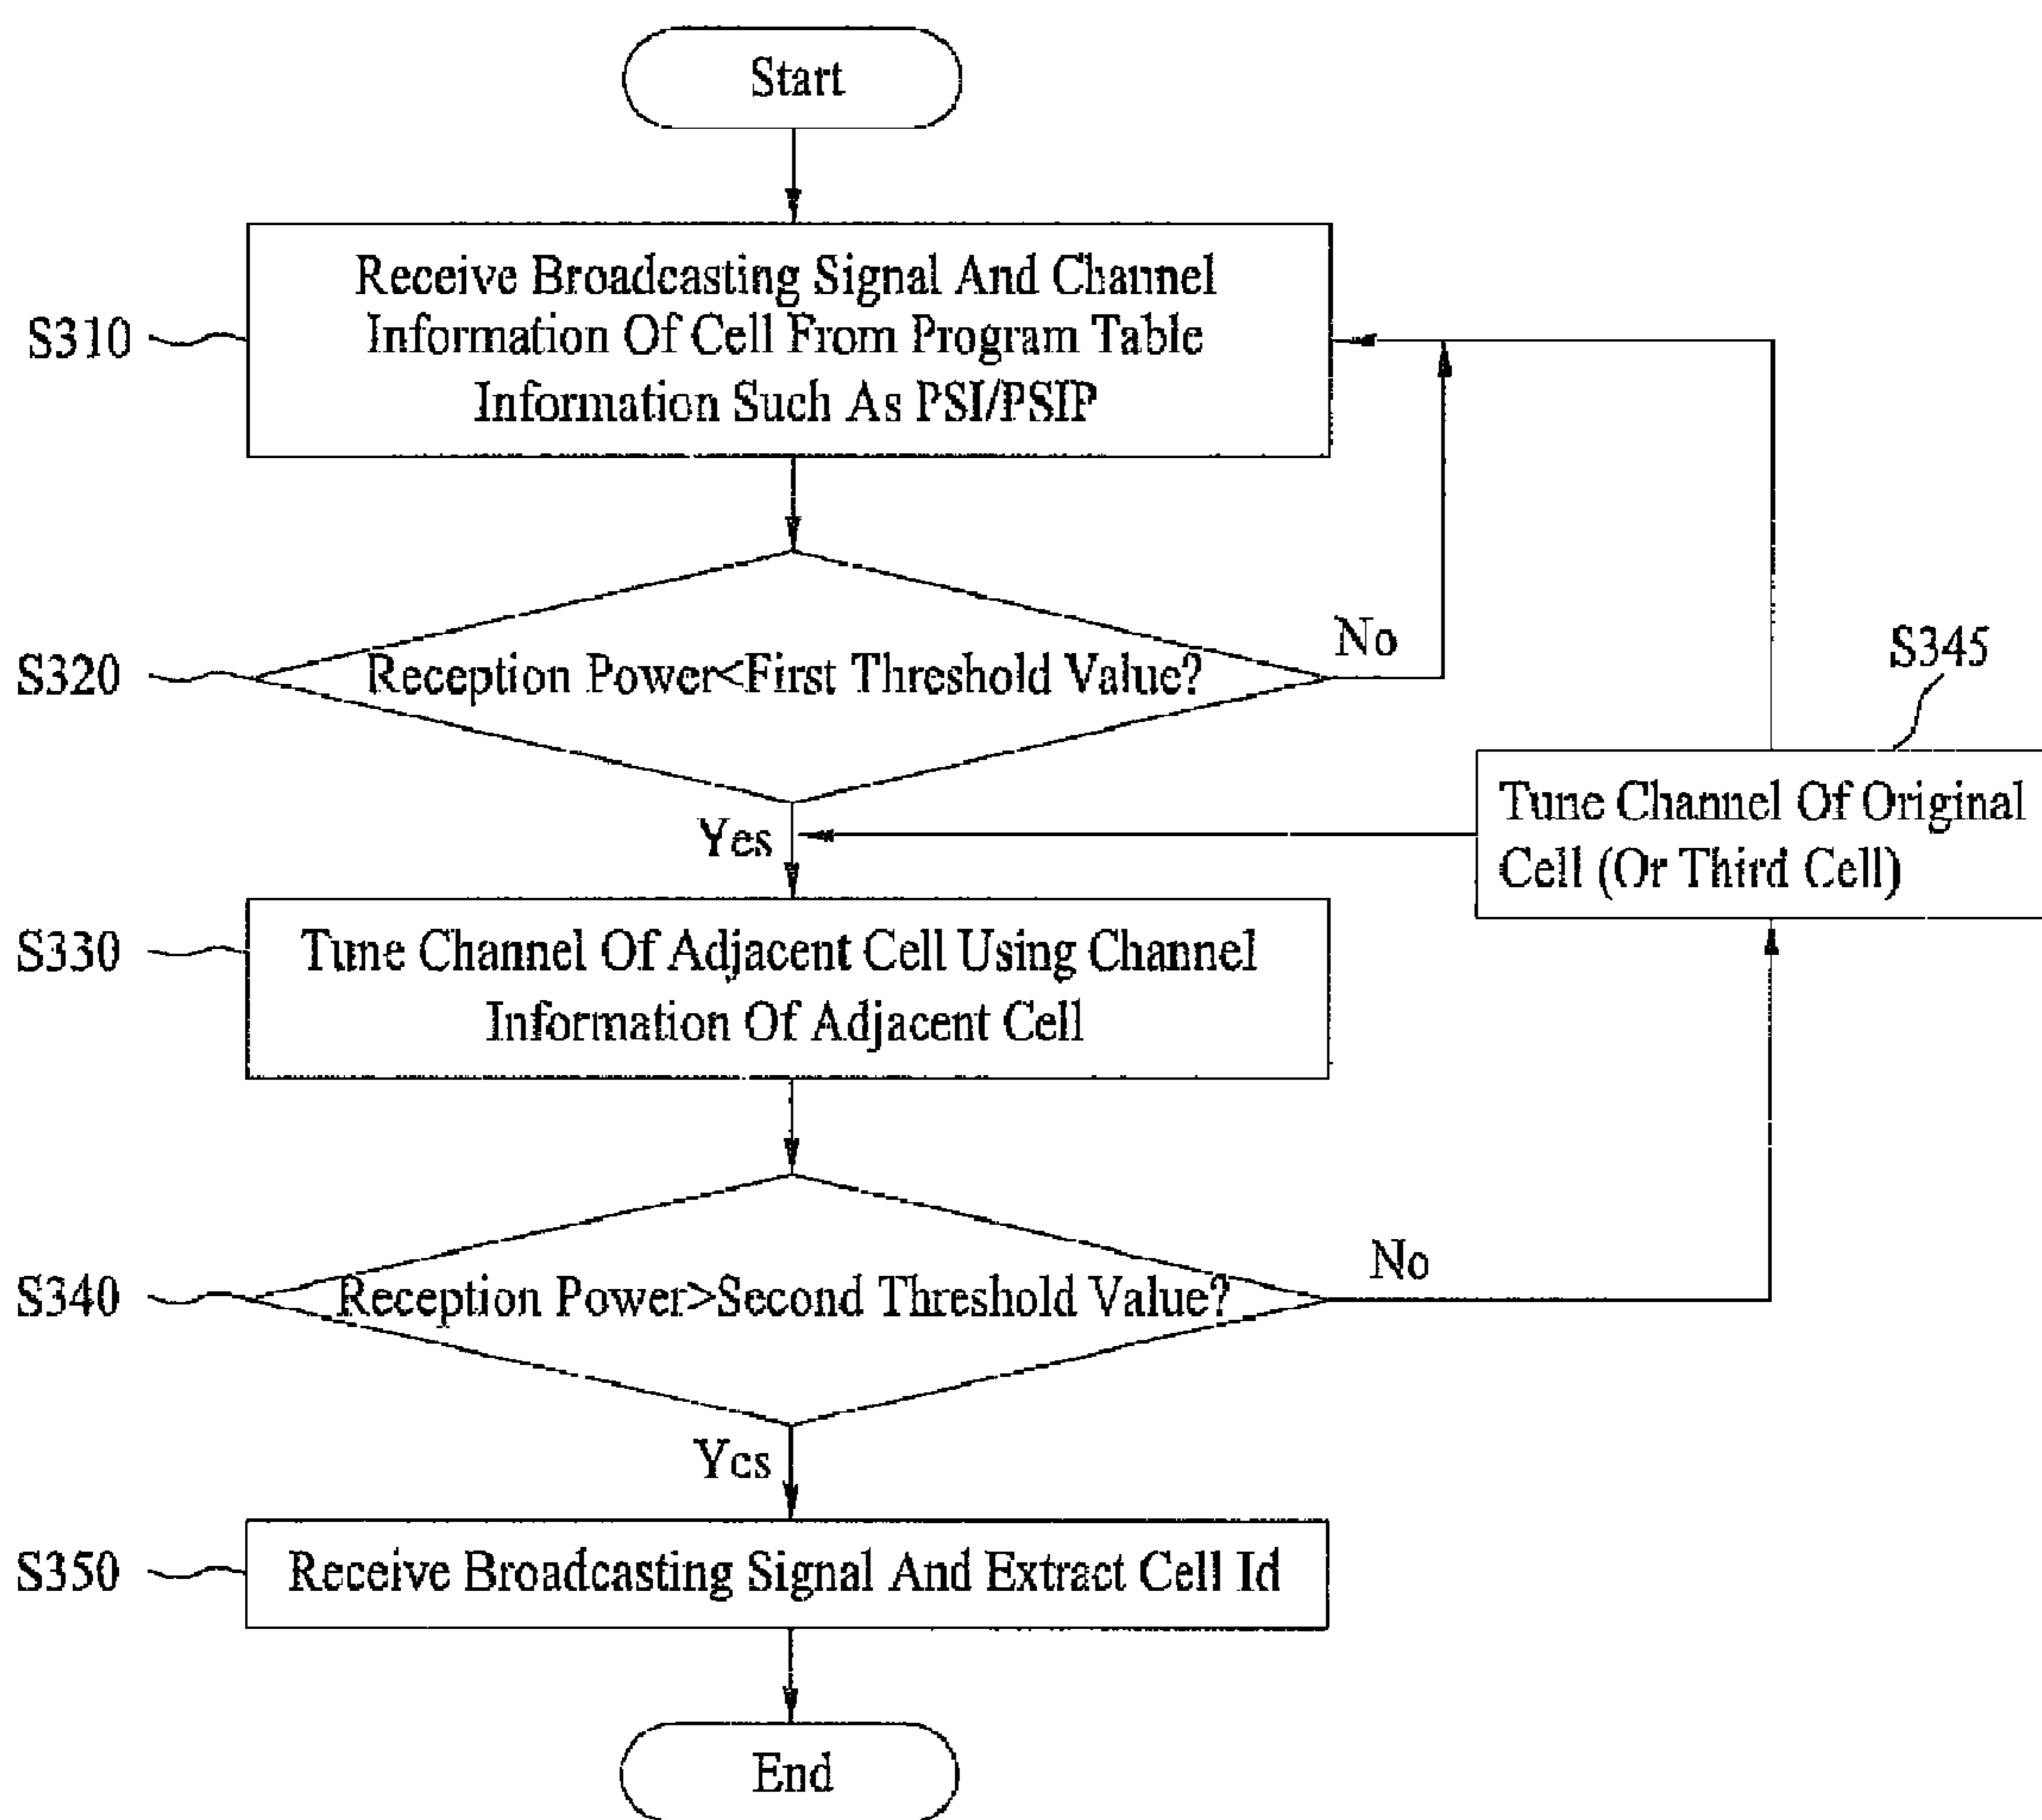 Start
S310
Receive Broadcasting Signal And Channel
Information Of Cell From Program Table
Information Such As PSI/PSIP
S320
Reception Power<First Threshold Value?
No
S345
Tune Channel Of Original
Cell (Or Third Cell)
Yes
S330
Tune Channel Of Adjacent Cell Using Channel
Information Of Adjacent Cell
S340
Reception Power>Second Threshold Value?
No
Yes
S350
Receive Broadcasting Signal And Extract Cell Id
End